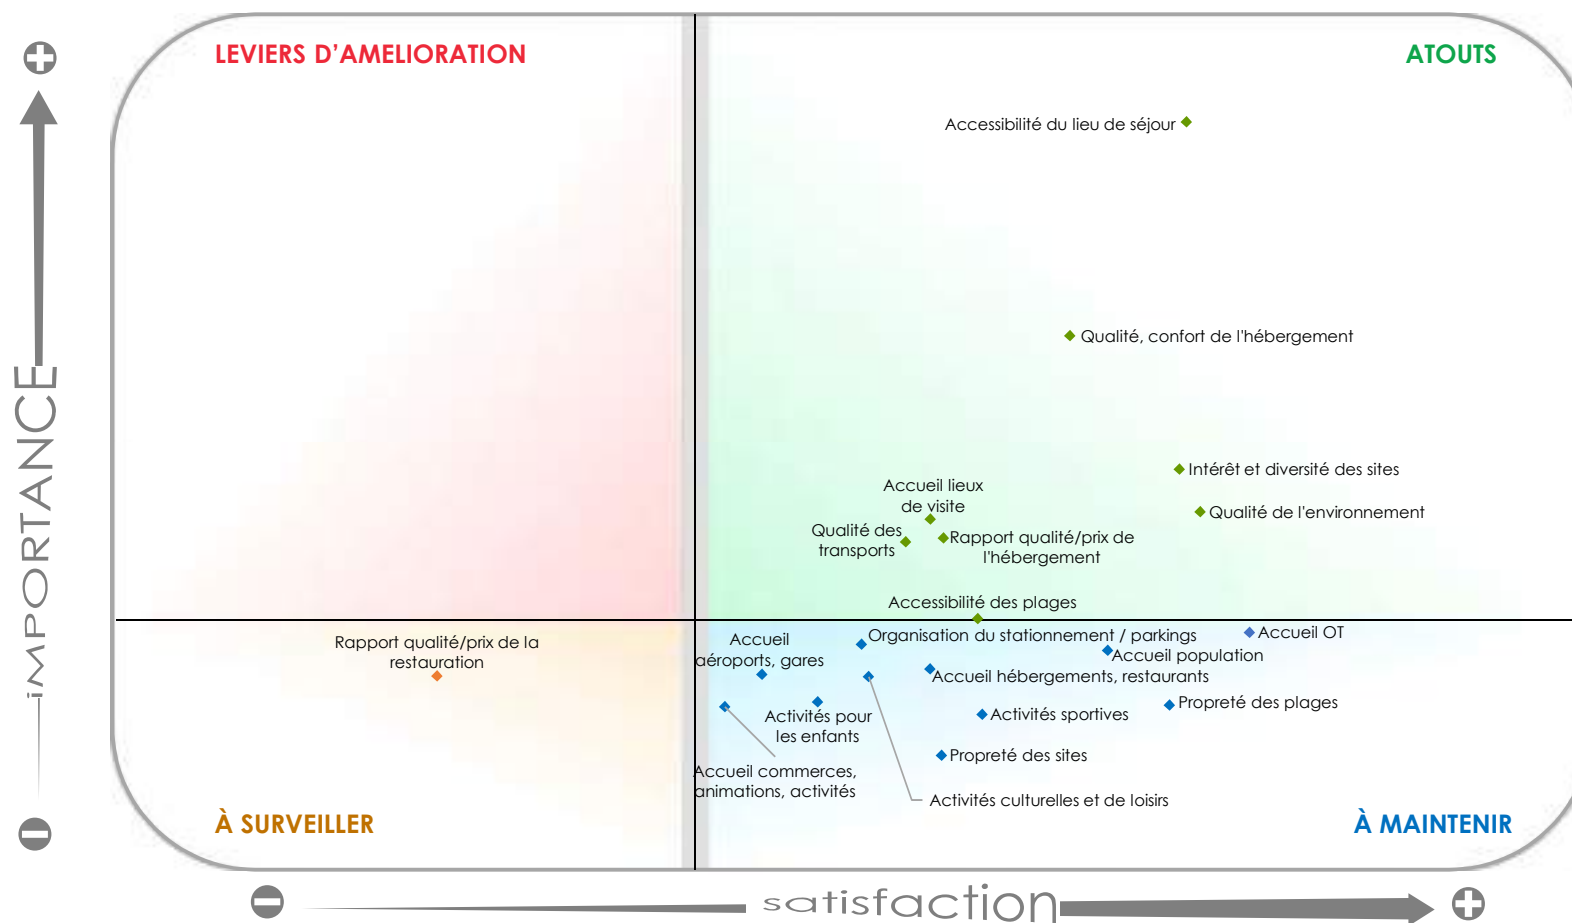 LEVIERS D'AMELIORATION
ATOUTS
Accessibilité du lieu de séjour
Qualité, confort de l'hébergement
Intérêt et diversité des sites
Accueil lieux
de visite
Qualité de l'environnement
Qualité des
transports
Rapport qualité/prix de
l'hébergement
Accessibilité des plages
iMPORTANCE
Rapport qualité/prix de la
restauration
Accueil
aéroports, gares
Organisation du stationnement / parkings
Accueil OT
Accueil population
Accueil hébergements, restaurants
Activités pour
les enfants
Activités sportives
Propreté des plages
Propreté des sites
Accueil commerces,
animations, activités
Activités culturelles et de loisirs
À SURVEILLER
À MAINTENIR
satisfaction